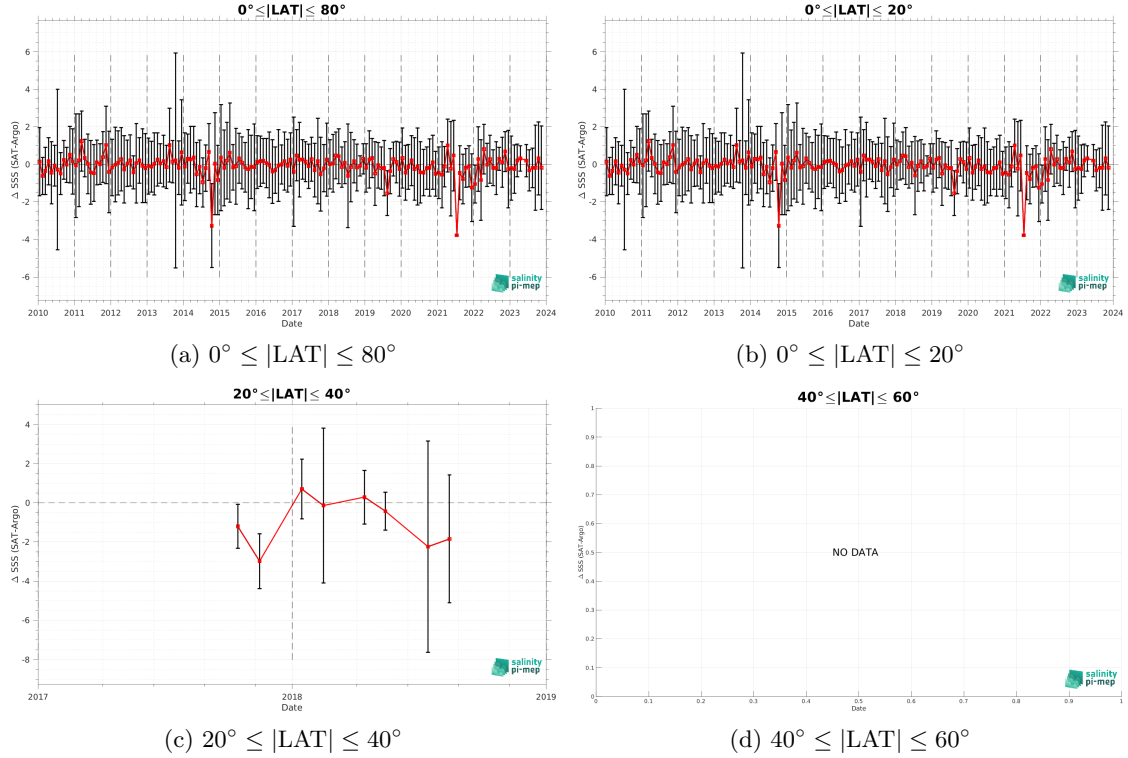 0°≤|LAT|≤ 80°
Δ SSS (SAT-Argo)
6
4
2
0
-2
-4
-6
2010 2011 2012 2013 2014 2015 2016 2017 2018 2019 2020 2021 2022 2023 2024
Date
salinity
pi-mep
(a) 0° ≤ |LAT| ≤ 80°
0°≤|LAT|≤ 20°
Δ SSS (SAT-Argo)
6
4
2
0
-2
-4
-6
2010 2011 2012 2013 2014 2015 2016 2017 2018 2019 2020 2021 2022 2023 2024
Date
salinity
pi-mep
(b) 0° ≤ |LAT| ≤ 20°
20°≤|LAT|≤ 40°
Δ SSS (SAT-Argo)
4
2
0
-2
-4
-6
-8
2017 2018 2019
Date
salinity
pi-mep
(c) 20° ≤ |LAT| ≤ 40°
40°≤|LAT|≤ 60°
Δ SSS (SAT-Argo)
1
0.9
0.8
0.7
0.6
0.5
0.4
0.3
0.2
0.1
0
NO DATA
0 0.1 0.2 0.3 0.4 0.5 0.6 0.7 0.8 0.9 1
Date
salinity
pi-mep
(d) 40° ≤ |LAT| ≤ 60°